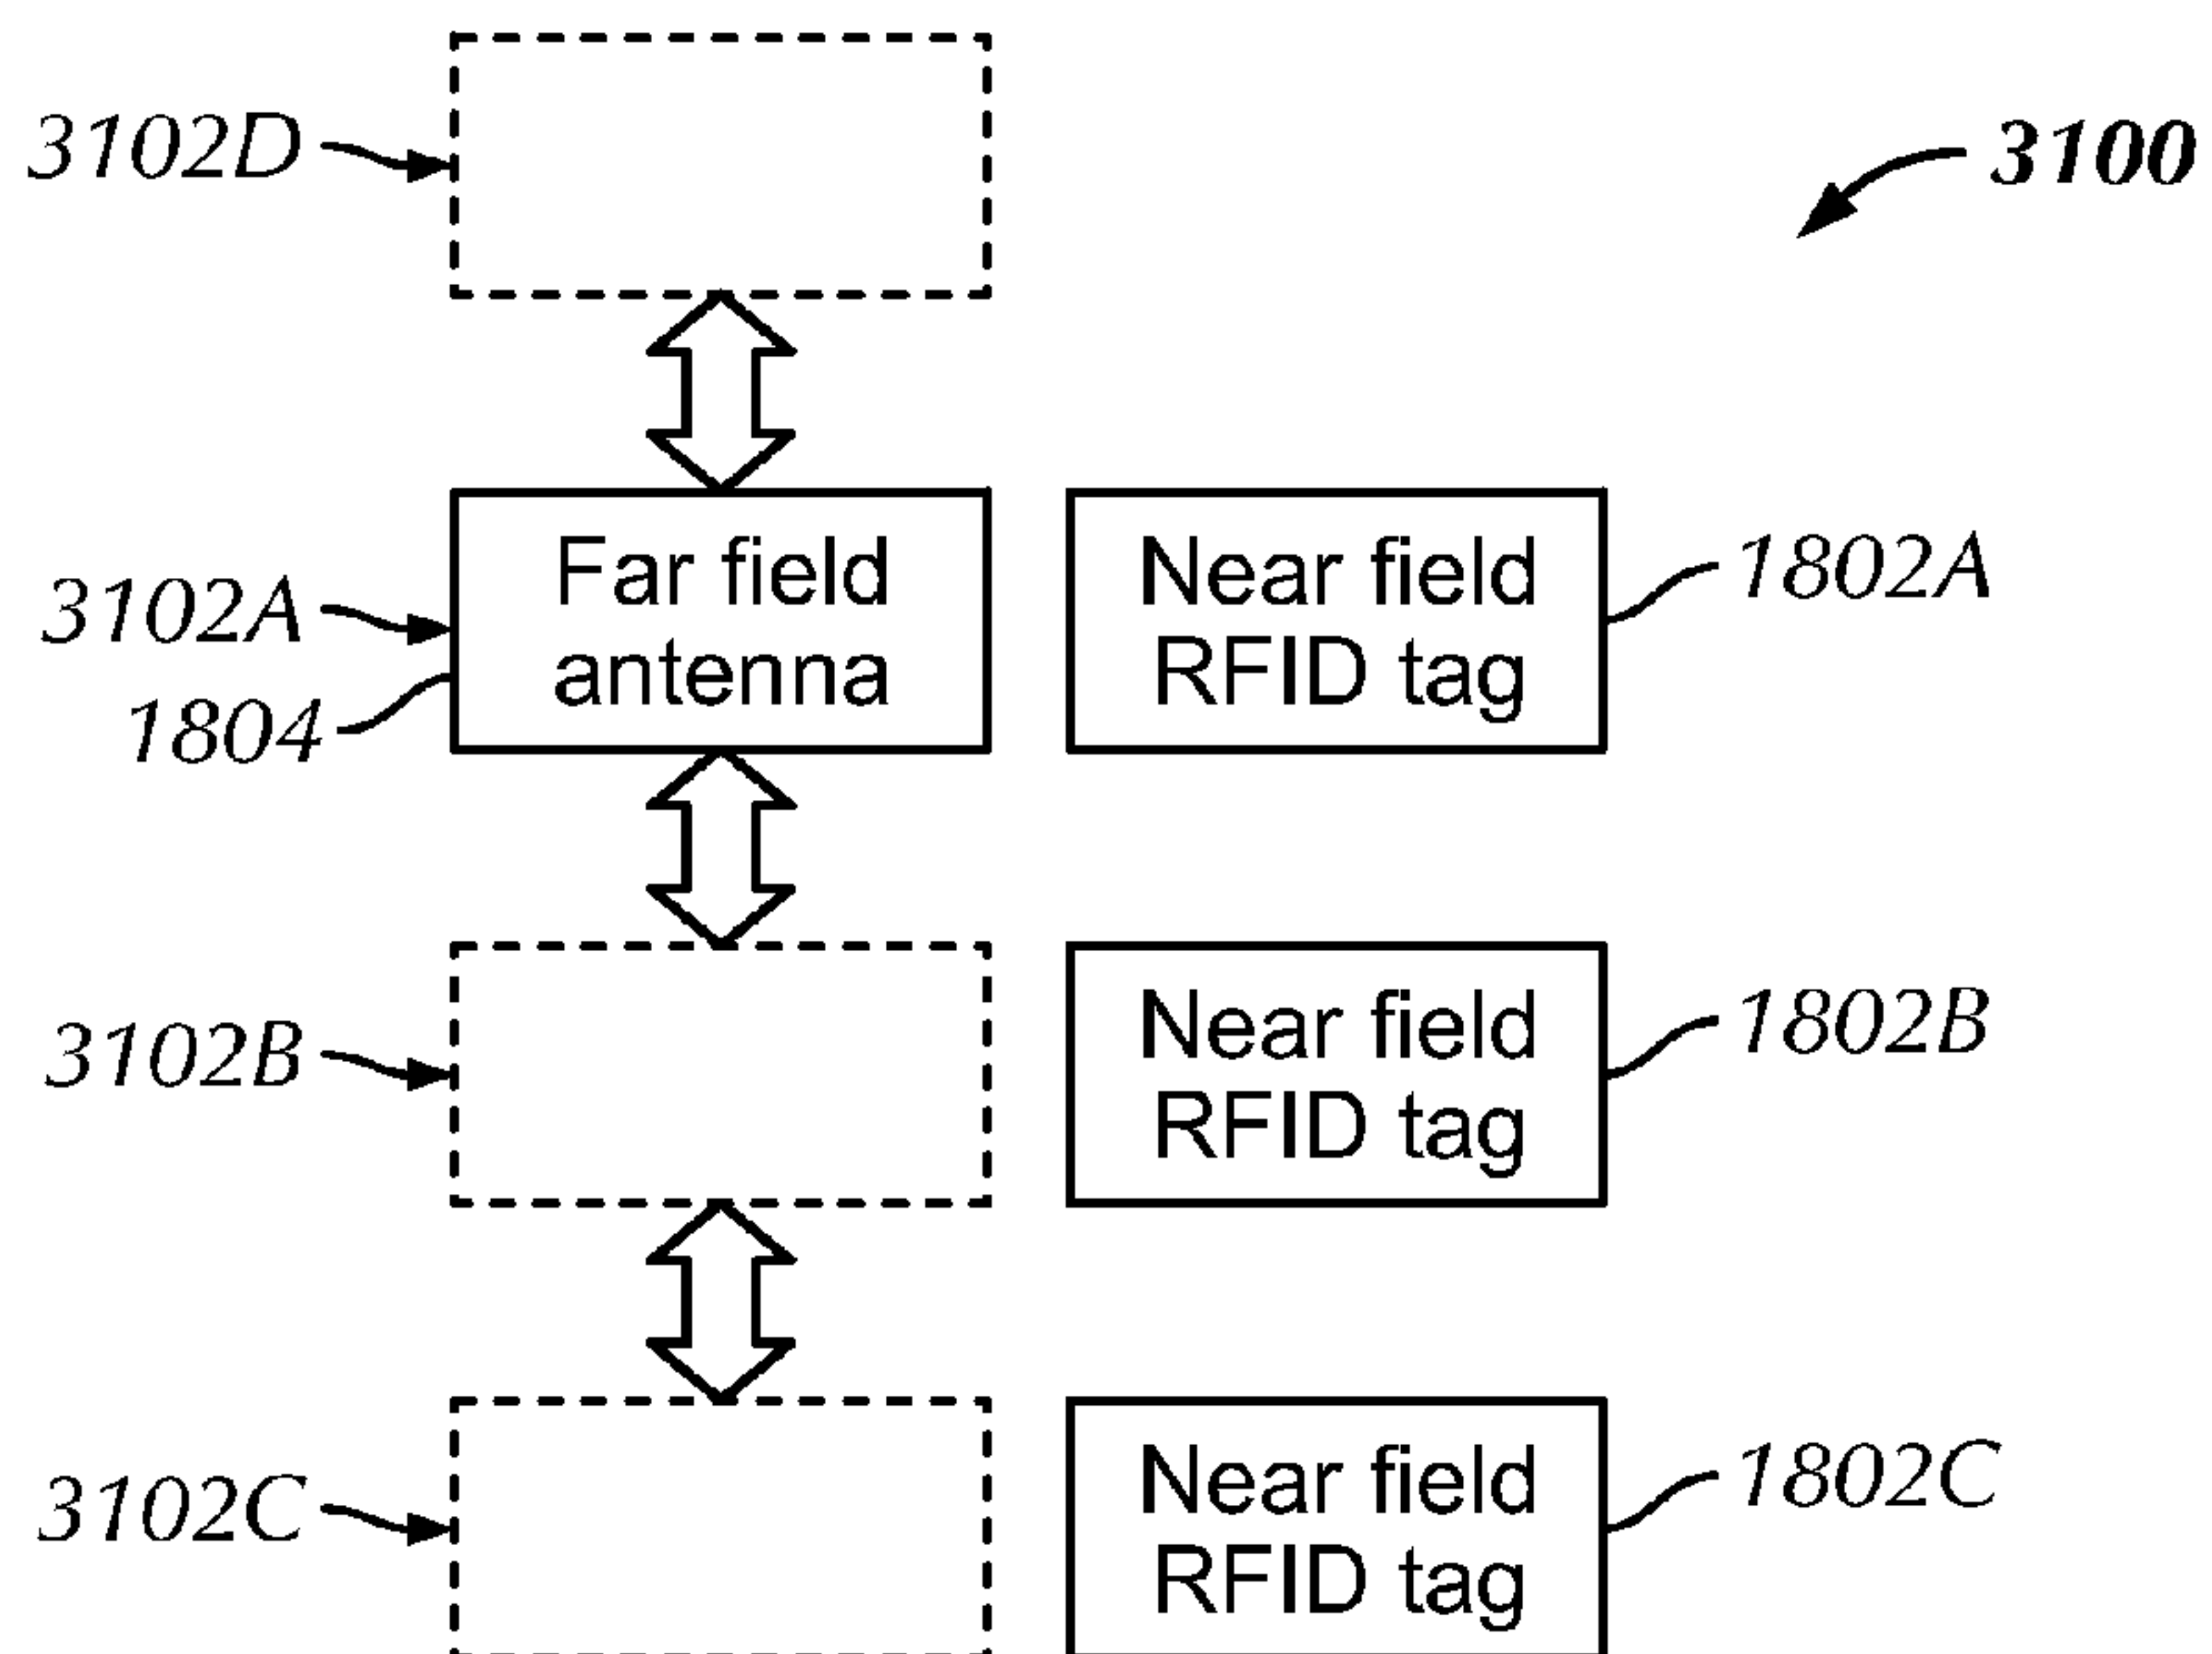 3102D
3100
Far field
antenna
Near field
RFID tag
3102A
1804
1802A
3102B
Near field
RFID tag
1802B
3102C
Near field
RFID tag
1802C